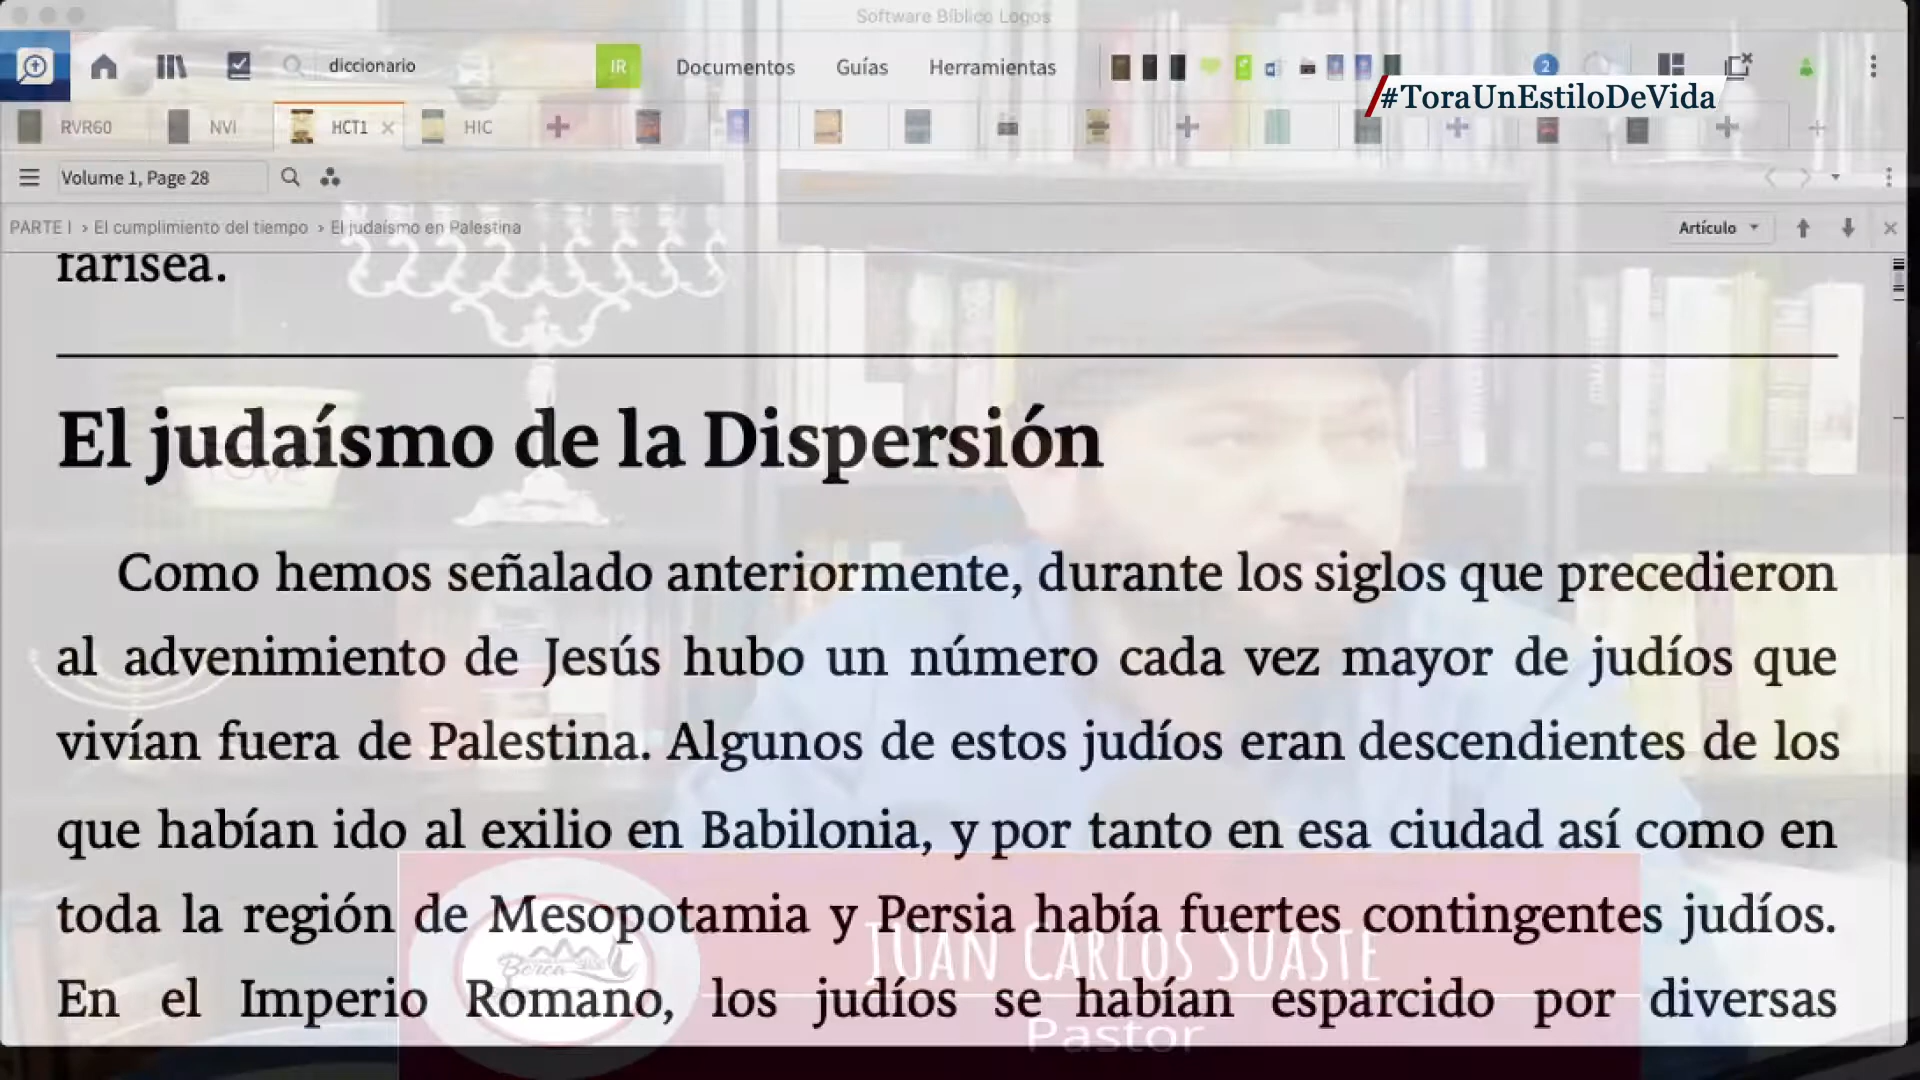 Software Bíblico Logos
diccionario
IR
Documentos
Guías
Herramientas
2
#ToraUnEstiloDeVida
RVR60
NVI
HCT1
HIC
Volume 1, Page 28
PARTE I › El cumplimiento del tiempo › El judaísmo en Palestina
Artículo
farisea.
El judaísmo de la Dispersión
Como hemos señalado anteriormente, durante los siglos que precedieron
al advenimiento de Jesús hubo un número cada vez mayor de judíos que
vivían fuera de Palestina. Algunos de estos judíos eran descendientes de los
que habían ido al exilio en Babilonia, y por tanto en esa ciudad así como en
toda la región de Mesopotamia y Persia había fuertes contingentes judíos.
En el Imperio Romano, los judíos se habían esparcido por diversas
Berea
JUAN CARLOS SUASTE
Pastor